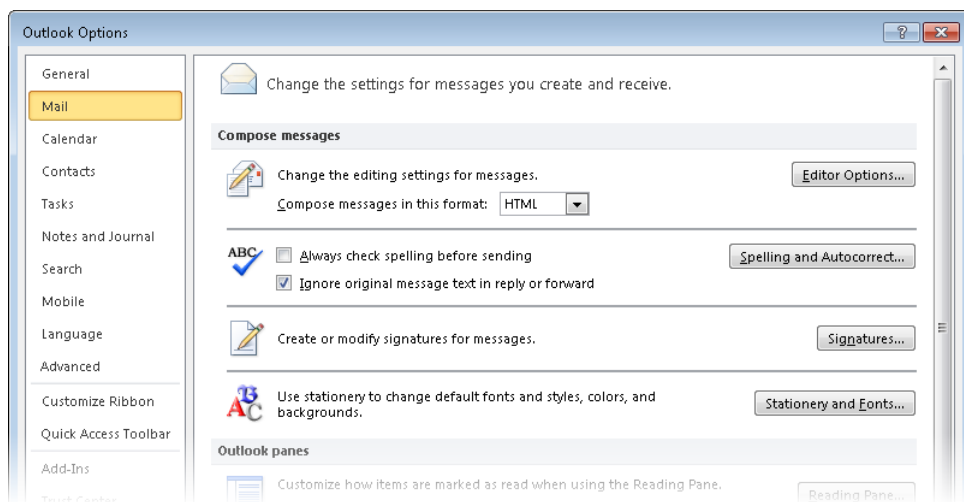 Outlook Options
General
Mail
Calendar
Contacts
Tasks
Notes and Journal
Search
Mobile
Language
Advanced
Customize Ribbon
Quick Access Toolbar
Add-Ins
Trust Center
Change the settings for messages you create and receive.
Compose messages
Change the editing settings for messages.
Editor Options...
Compose messages in this format: HTML
ABC
Always check spelling before sending
Spelling and Autocorrect...
Ignore original message text in reply or forward
Create or modify signatures for messages.
Signatures...
Use stationery to change default fonts and styles, colors, and
backgrounds.
Stationery and Fonts...
Outlook panes
Customize how items are marked as read when using the Reading Pane.
Reading Pane...